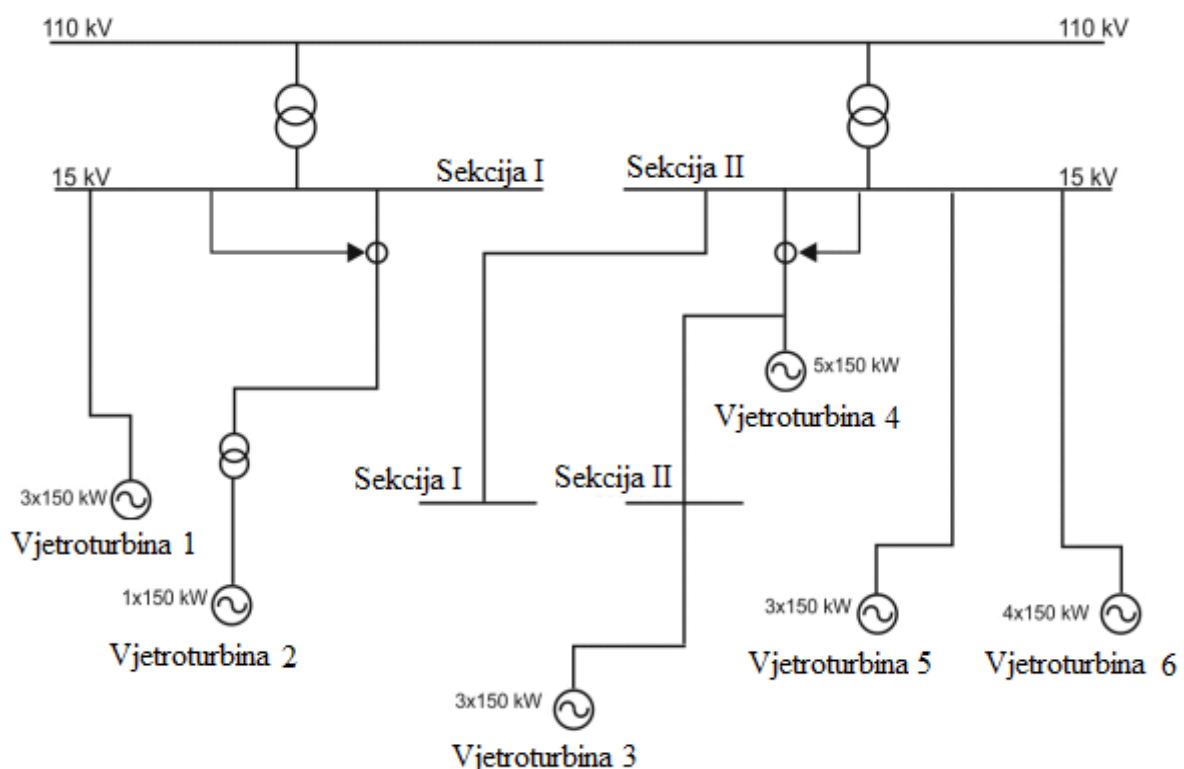 110 kV
110 kV
15 kV
Sekcija I
Sekcija II
15 kV
5x150 kW
Vjetroturbina 4
Sekcija I
Sekcija II
3x150 kW
Vjetroturbina 1
1x150 kW
Vjetroturbina 2
3x150 kW
Vjetroturbina 5
4x150 kW
Vjetroturbina 6
3x150 kW
Vjetroturbina 3